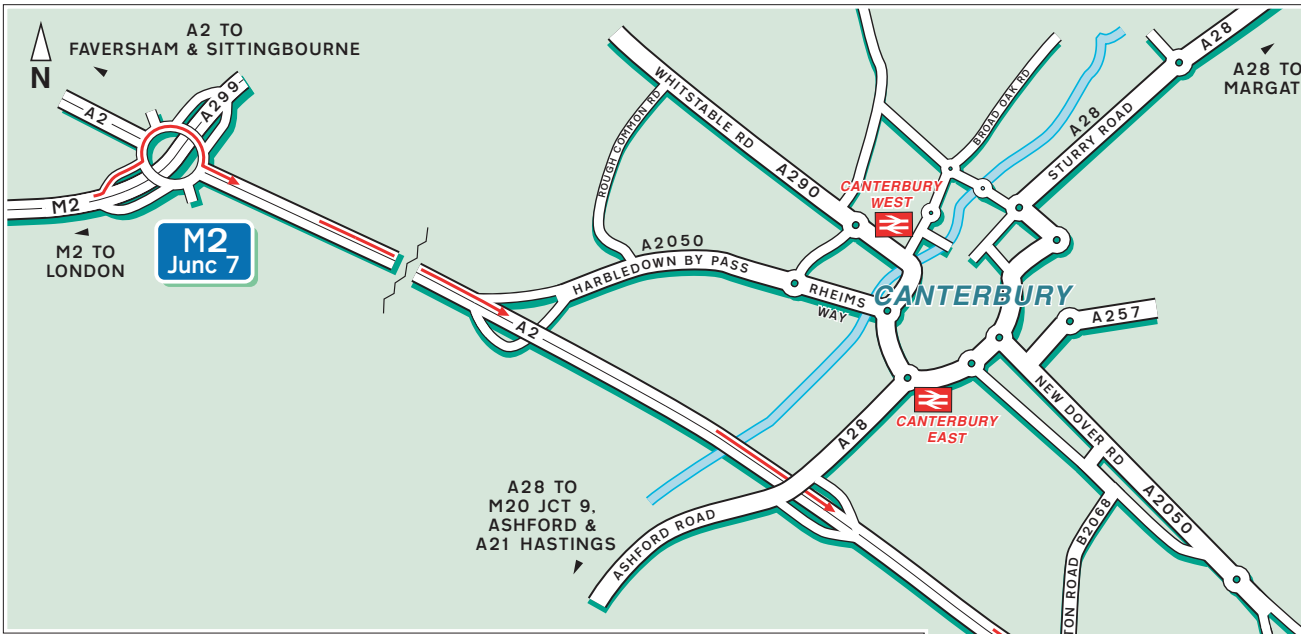 A2 TO
FAVERSHAM & SITTINGBOURNE
N
A2
A299
M2
M2 TO
LONDON
M2
Junc 7
WHITSTABLE RD
A290
ROUGH COMMON RD
BROAD OAK RD
A28
A28 TO
MARGAT
A28
STURRY ROAD
CANTERBURY
WEST
A2050
HARBLEDOWN BY PASS
RHEIMS
WAY
CANTERBURY
A257
A2
NEW DOVER RD
A2050
CANTERBURY
EAST
A28
A28 TO
M20 JCT 9,
ASHFORD &
A21 HASTINGS
ASHFORD ROAD
B2068
TON ROAD